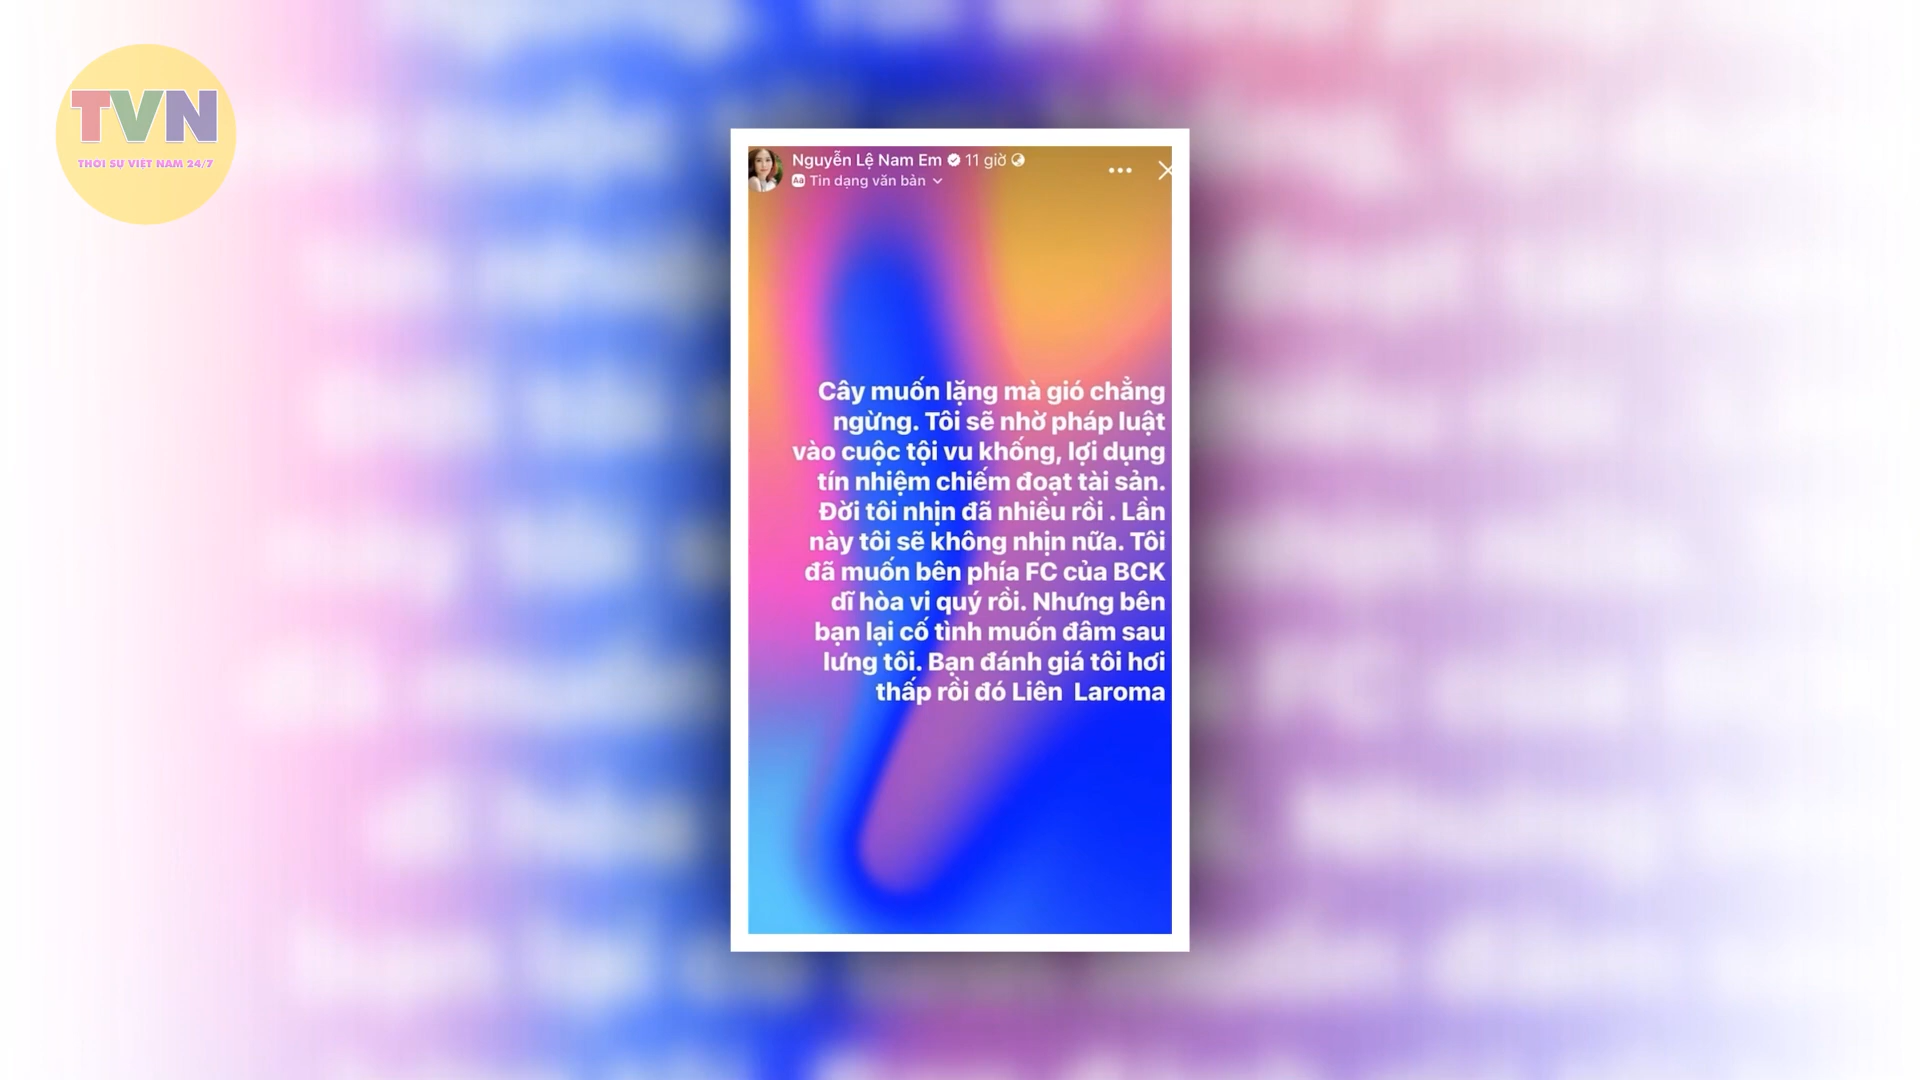 TVN
THOI SỰ VIỆT NAM 24/7
Nguyễn Lệ Nam Em 11 giờ
Aa Tin dạng văn bản
Cây muốn lặng mà gió chẳng
ngừng. Tôi sẽ nhờ pháp luật
vào cuộc tội vu khống, lợi dụng
tín nhiệm chiếm đoạt tài sản.
Đời tôi nhịn đã nhiều rồi . Lần
này tôi sẽ không nhịn nữa. Tôi
đã muốn bên phía FC của BCK
dĩ hòa vi quý rồi. Nhưng bên
bạn lại cố tình muốn đâm sau
lưng tôi. Bạn đánh giá tôi hơi
thấp rồi đó Liên  Laroma